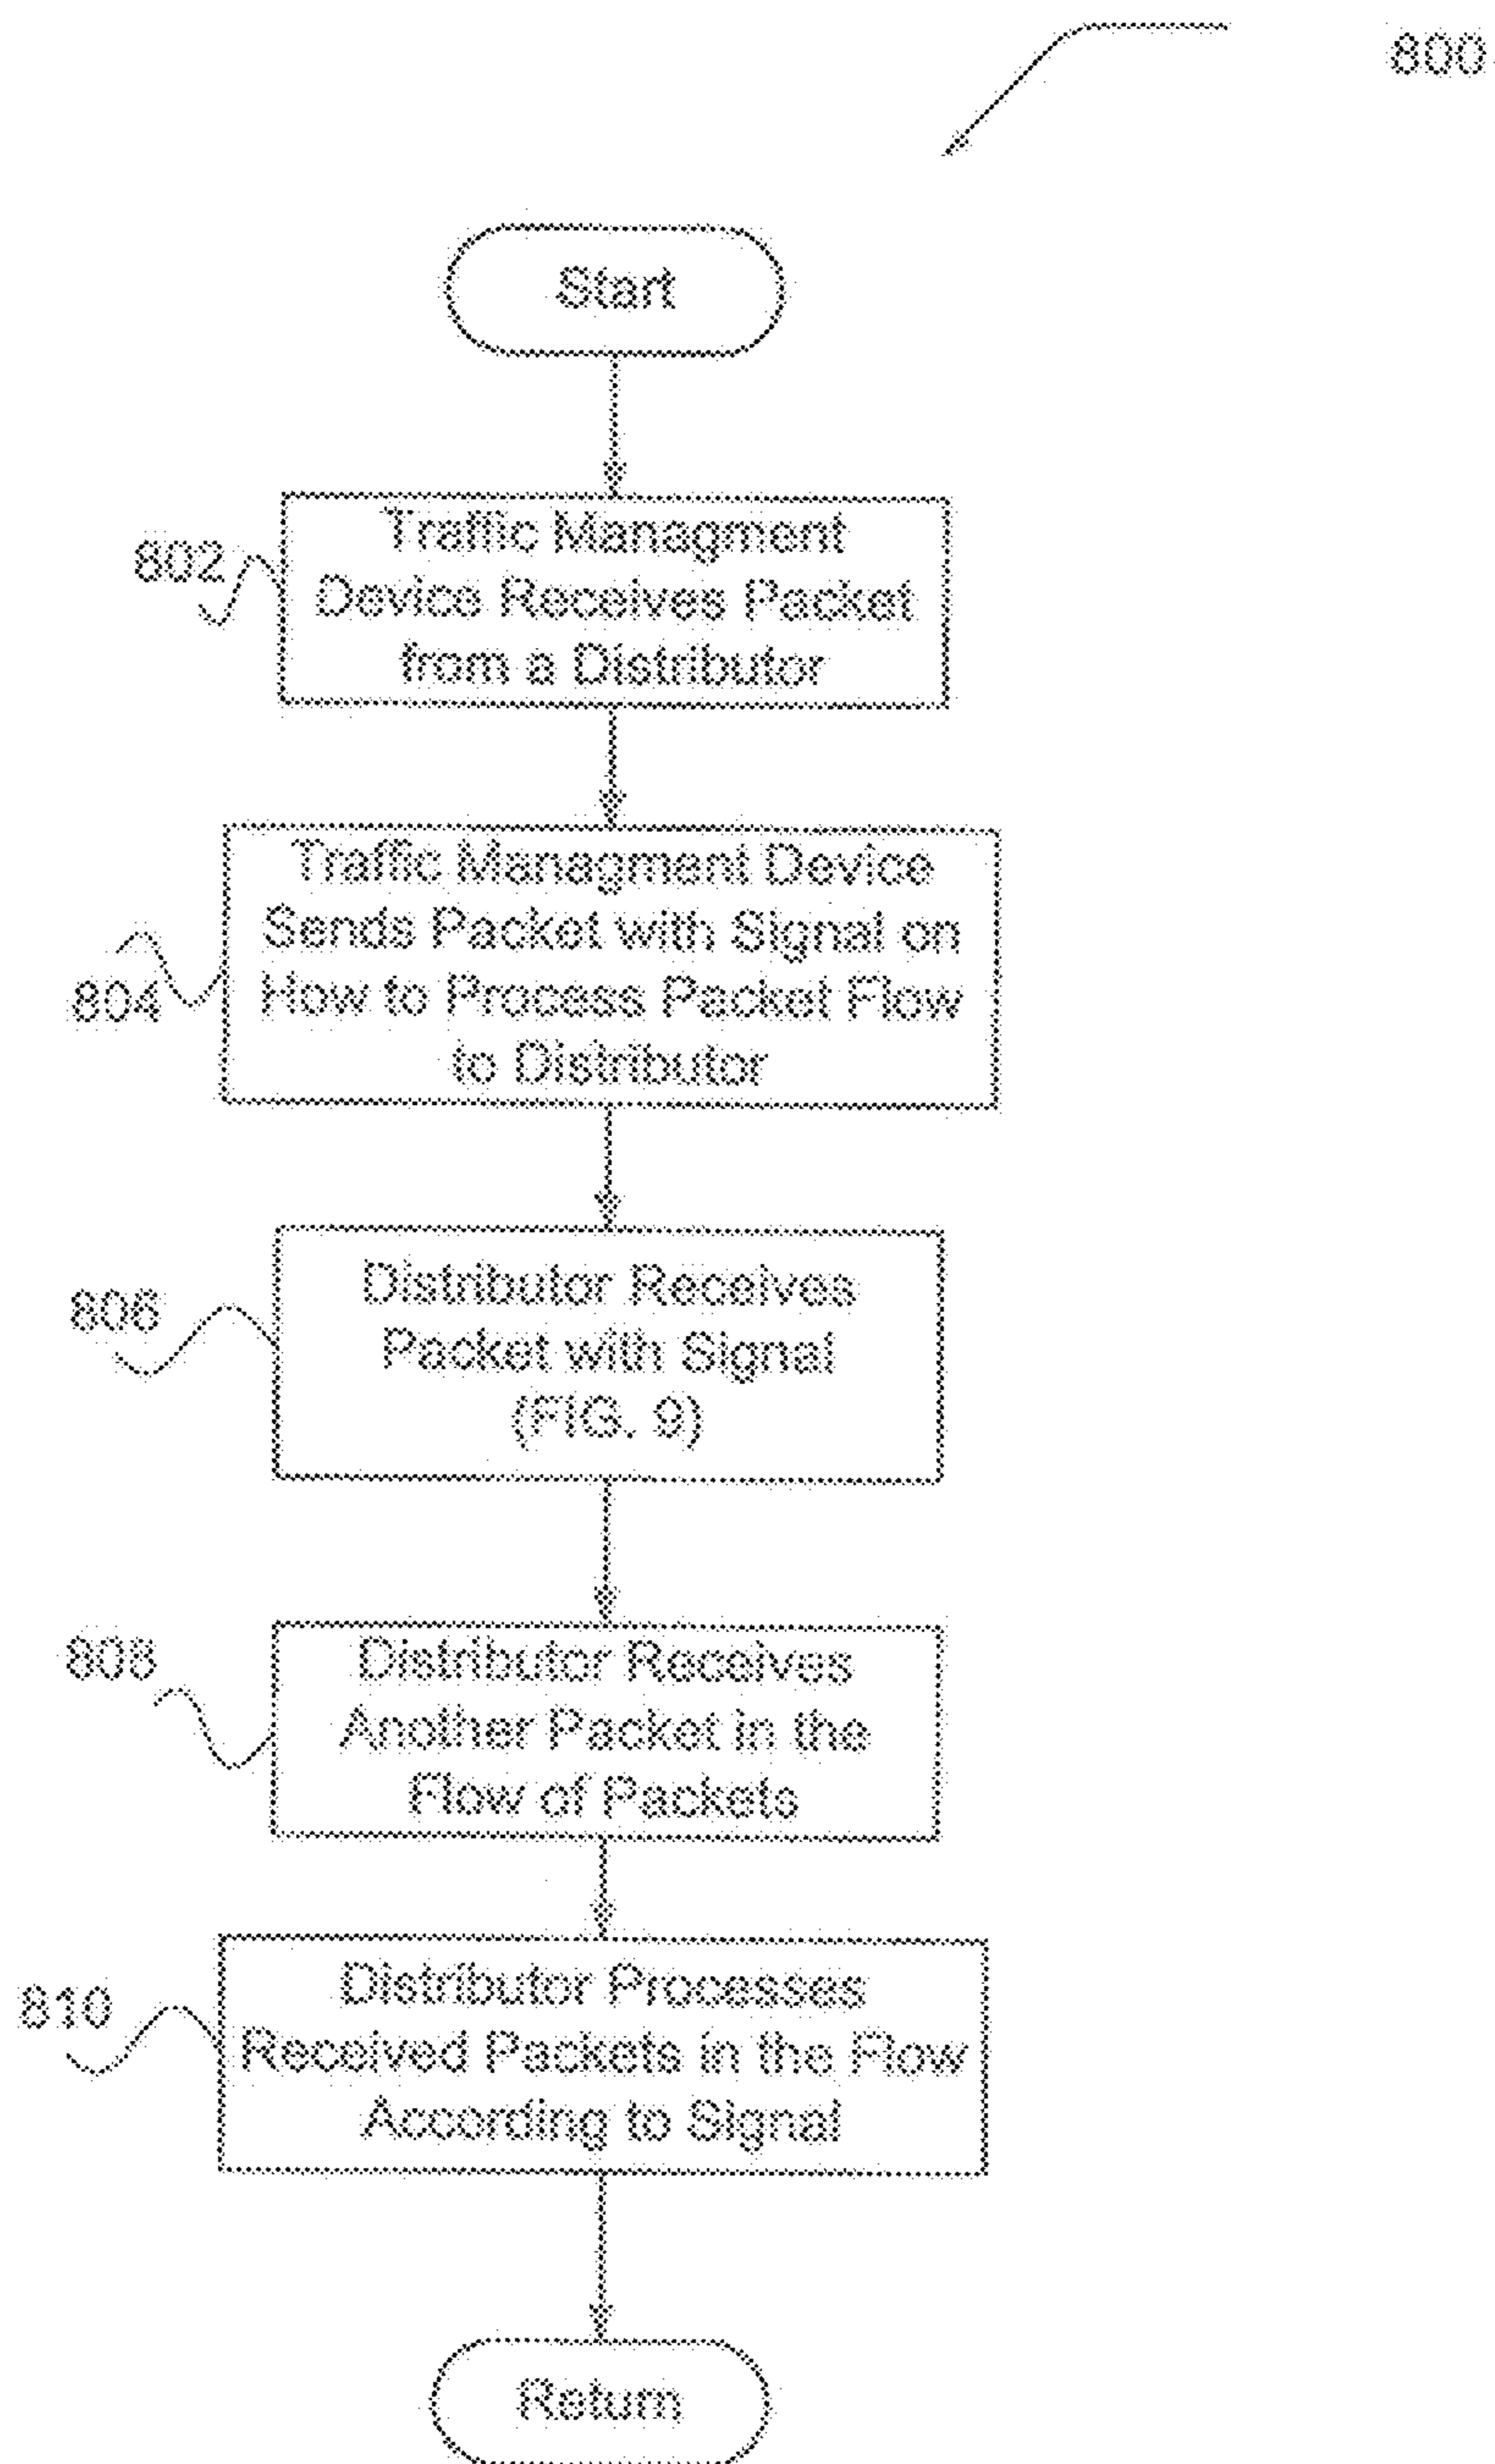 800
Start
802
Traffic Managment
Device Receives Packet
from a Distributor
804
Traffic Managment Device
Sends Packet with Signal on
How to Process Packet Flow
to Distributor
806
Distributor Receives
Packet with Signal
(FIG. 9)
808
Distributor Receives
Another Packet in the
Flow of Packets
810
Distributor Processes
Received Packets in the Flow
According to Signal
Return